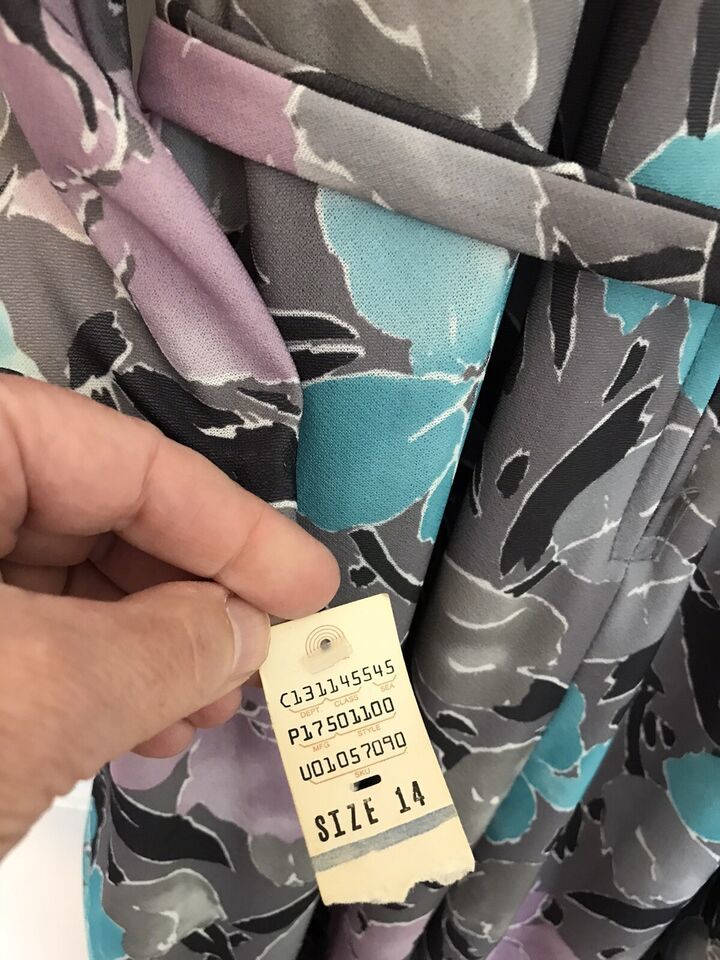 C131145545
DEPT. CLASS SEA
P17501100
MFG STYLE
U01057090
SKU
SIZE 14